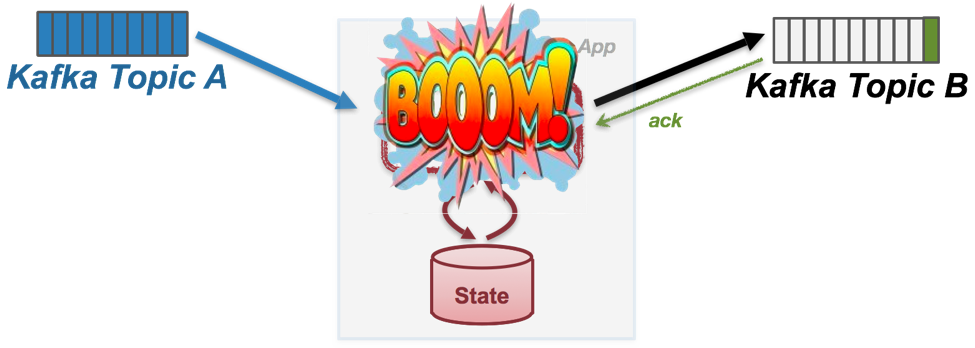 Kafka Topic A
BOOOM!
App
Kafka Topic B
ack
State